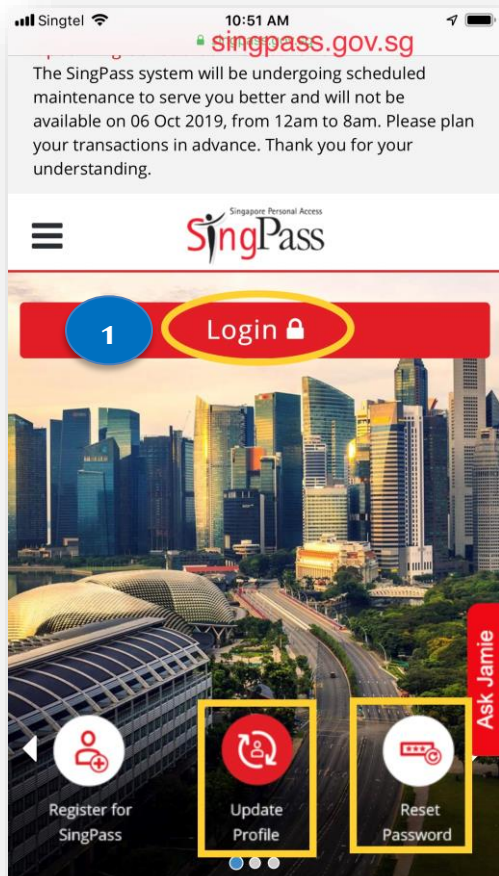 Singtel 10:51 AM
singpass.gov.sg
The SingPass system will be undergoing scheduled
maintenance to serve you better and will not be
available on 06 Oct 2019, from 12am to 8am. Please plan
your transactions in advance. Thank you for your
understanding.
Singapore Personal Access
SingPass
1 Login
Ask Jamie
Register for
SingPass
Update
Profile
Reset
Password